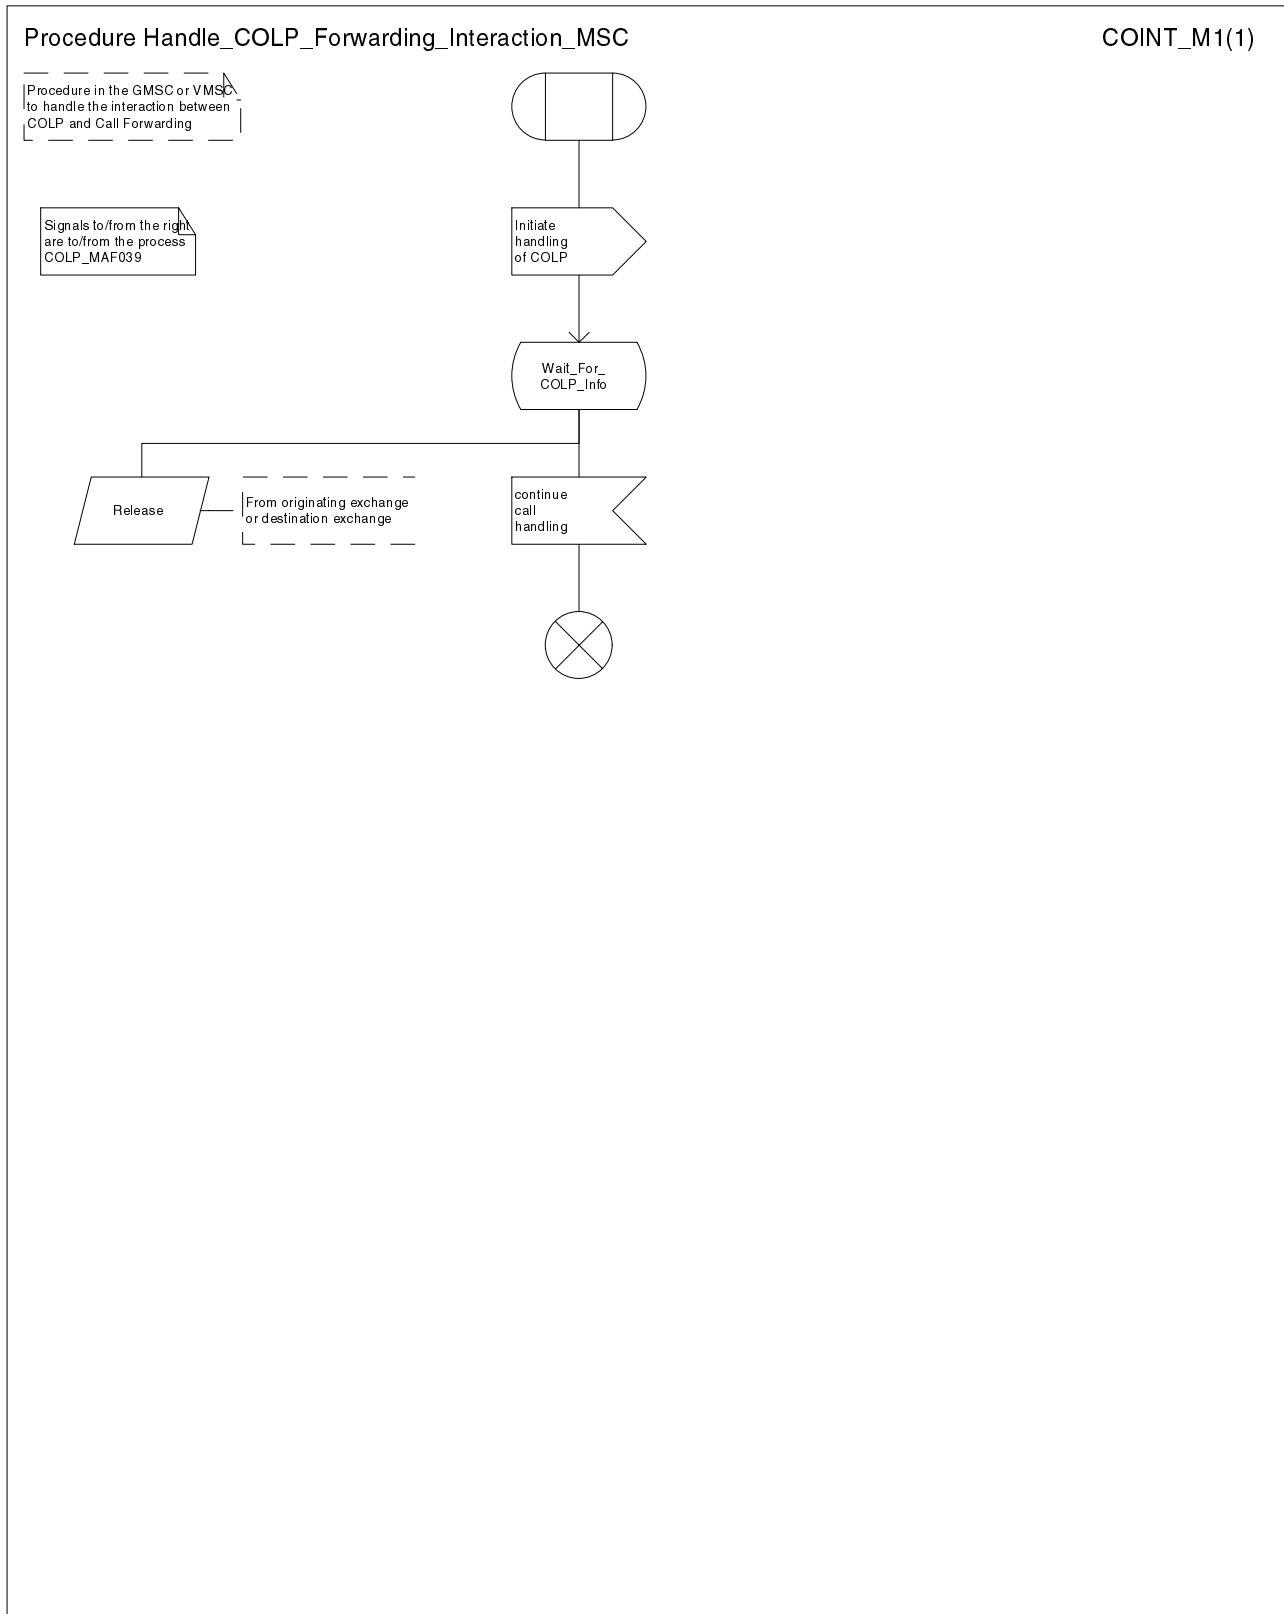 Procedure Handle_COLP_Forwarding_Interaction_MSC
COINT_M1(1)
Procedure in the GMSC or VMSC
to handle the interaction between
COLP and Call Forwarding
Signals to/from the right
are to/from the process
COLP_MAF039
Initiate
handling
of COLP
Wait_For_
COLP_Info
Release
From originating exchange
or destination exchange
continue
call
handling